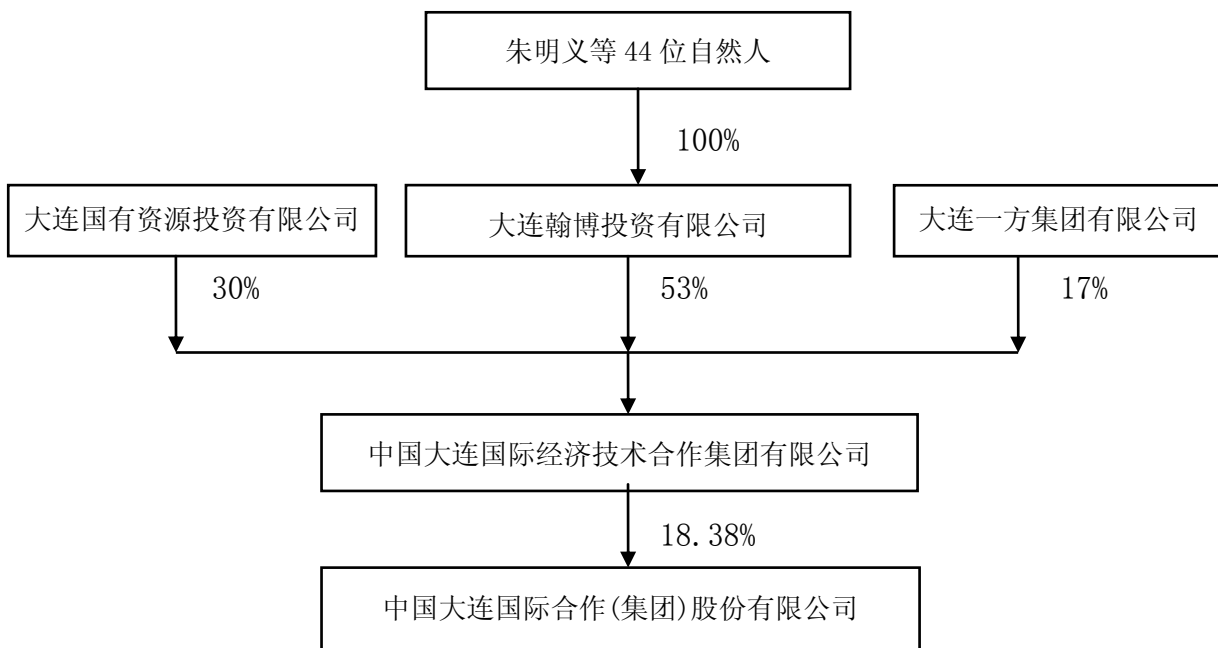 朱明义等 44 位自然人
100%
大连国有资源投资有限公司
大连翰博投资有限公司
大连一方集团有限公司
30%
53%
17%
中国大连国际经济技术合作集团有限公司
18.38%
中国大连国际合作(集团)股份有限公司